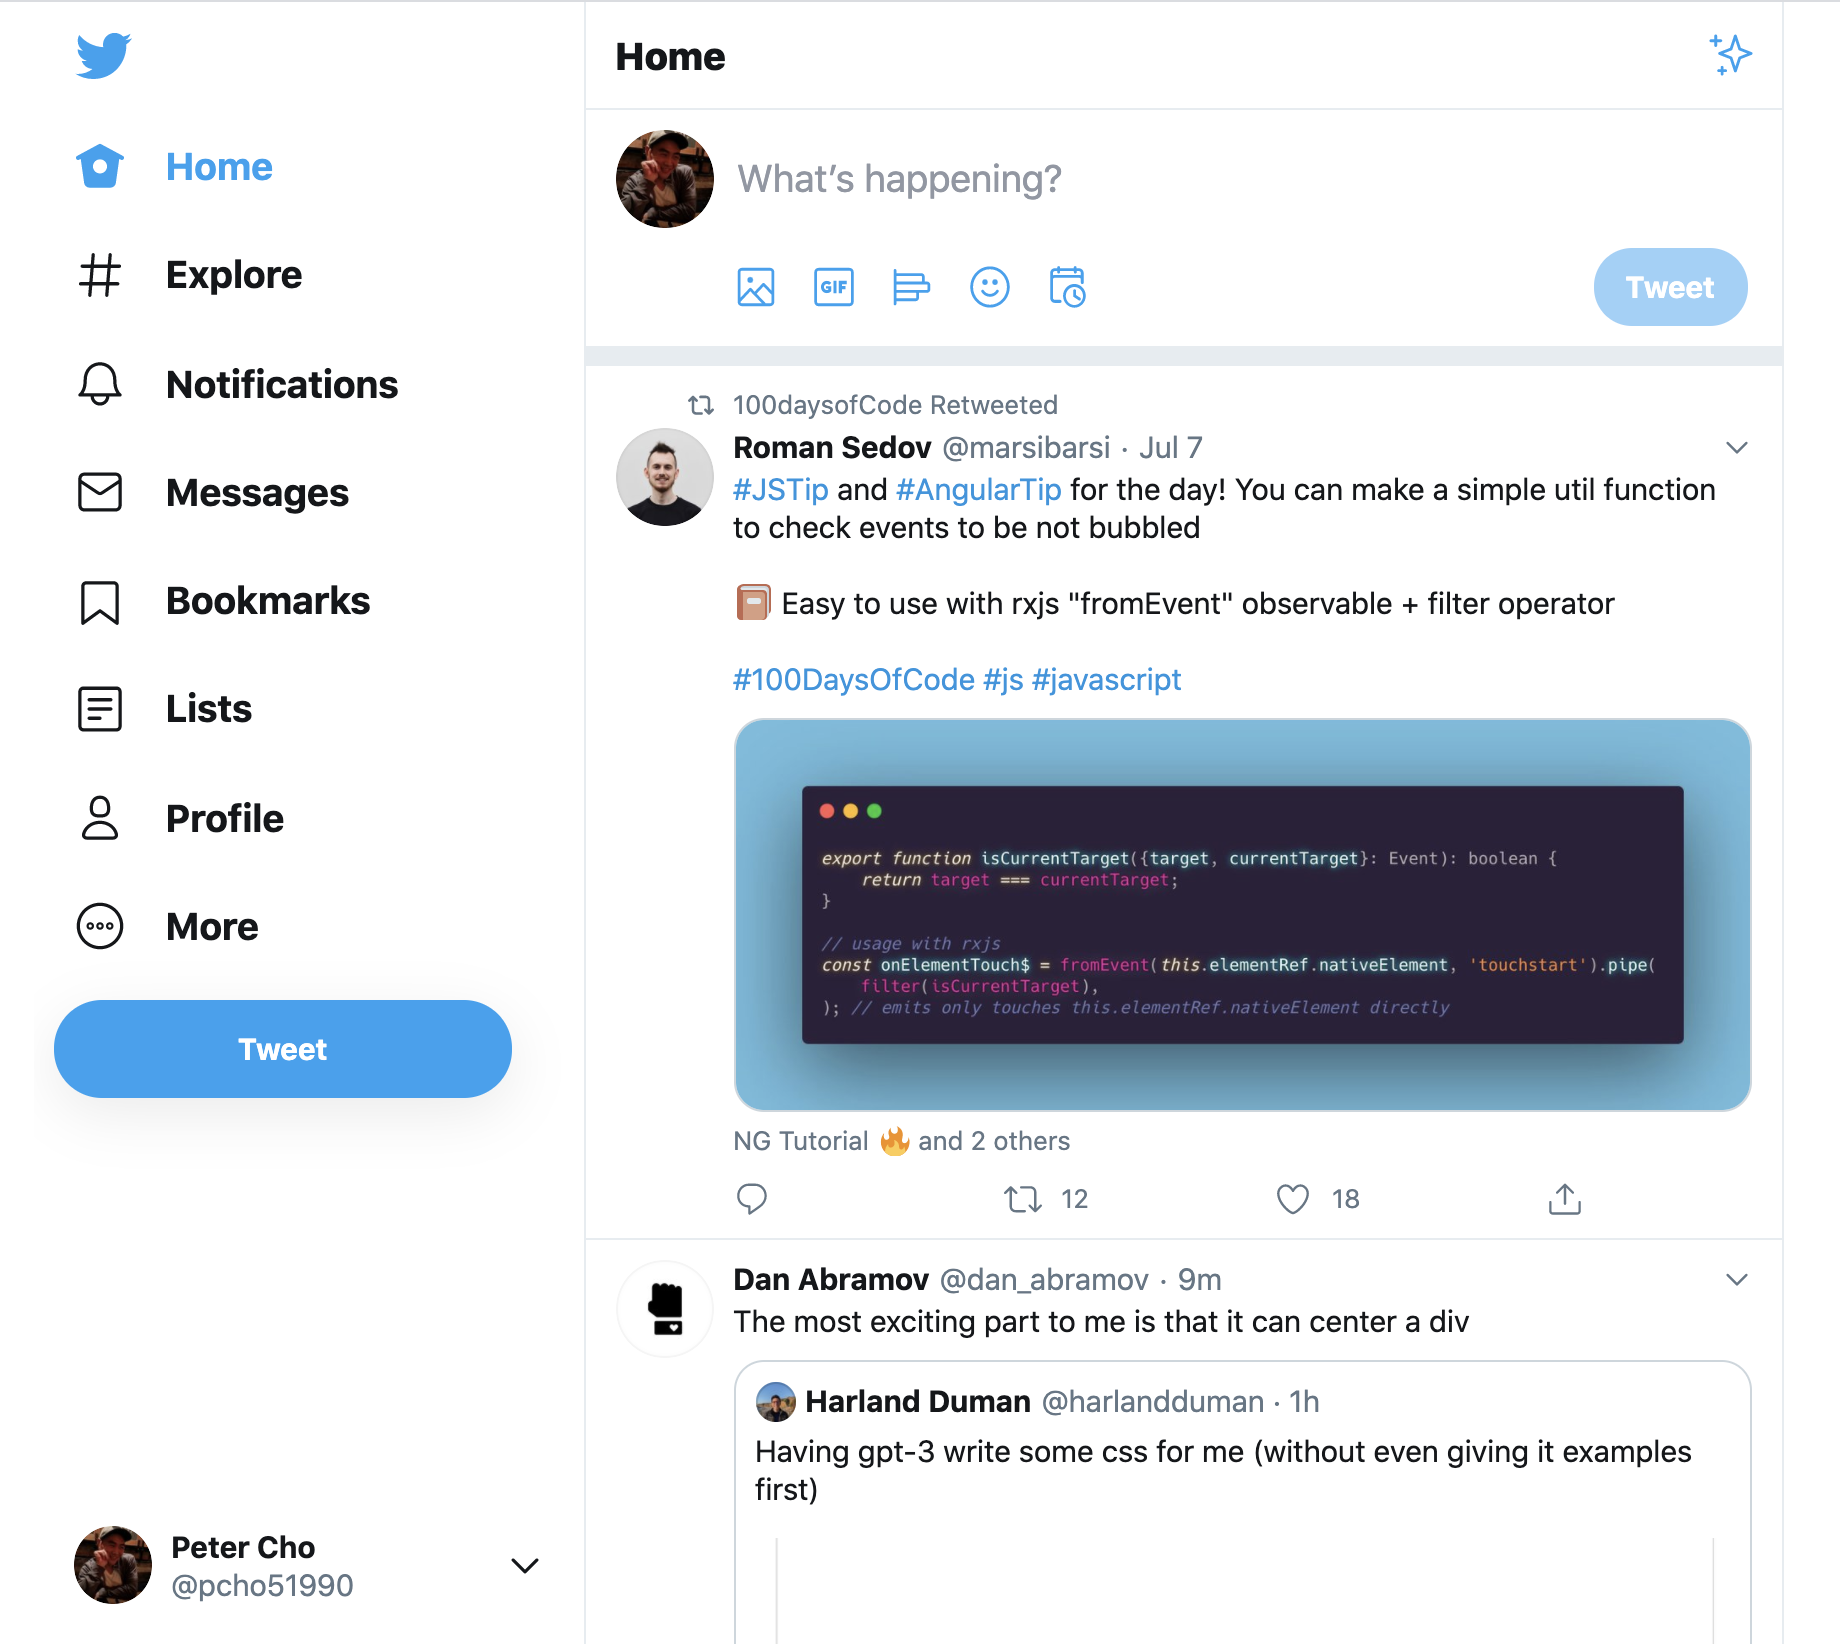 Home
Explore
Notifications
Messages
Bookmarks
Lists
Profile
More
Tweet
Peter Cho
@pcho51990
Home
What's happening?
GIF
Tweet
100daysofCode Retweeted
Roman Sedov @marsibarsi · Jul 7
#JSTip and #AngularTip for the day! You can make a simple util function
to check events to be not bubbled
📔 Easy to use with rxjs "fromEvent" observable + filter operator
#100DaysOfCode #js #javascript
export function isCurrentTarget({target, currentTarget}: Event): boolean {
return target === currentTarget;
}
// usage with rxjs
const onElementTouch$ = fromEvent(this.elementRef.nativeElement, 'touchstart').pipe(
filter(isCurrentTarget),
); // emits only touches this.elementRef.nativeElement directly
NG Tutorial 🔥 and 2 others
12 18
Dan Abramov @dan_abramov · 9m
The most exciting part to me is that it can center a div
Harland Duman @harlandduman · 1h
Having gpt-3 write some css for me (without even giving it examples
first)